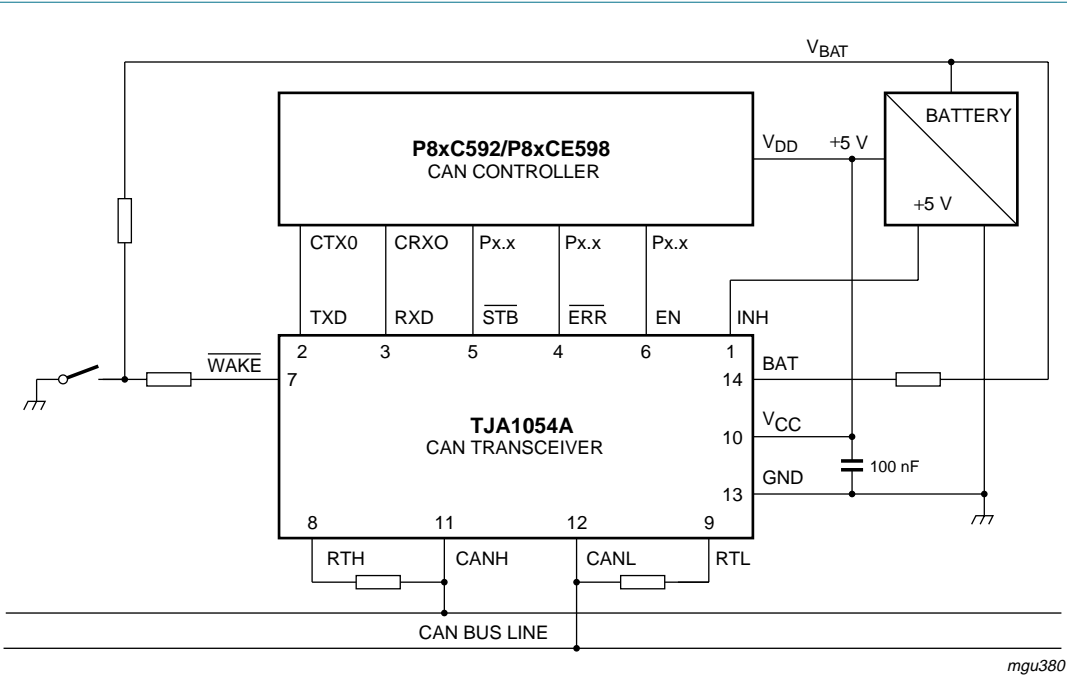 VBAT
BATTERY
P8xC592/P8xCE598
CAN CONTROLLER
VDD
+5 V
+5 V
CTX0
CRXO
Px.x
Px.x
Px.x
TXD
RXD
STB
ERR
EN
INH
2
3
5
4
6
1
WAKE
7
14
BAT
TJA1054A
CAN TRANSCEIVER
10
VCC
100 nF
13
GND
8
11
12
9
RTH
CANH
CANL
RTL
CAN BUS LINE
mgu380